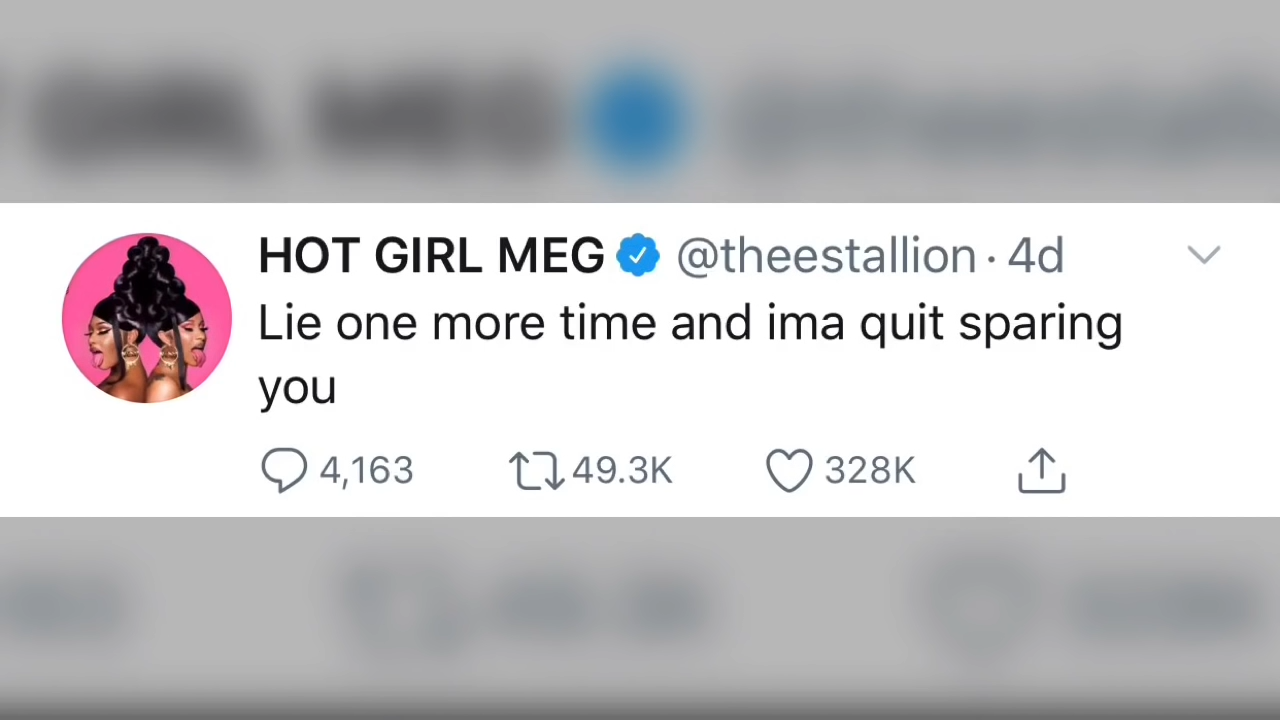 HOT GIRL MEG @theestallion · 4d
Lie one more time and ima quit sparing
you
4,163 49.3K 328K